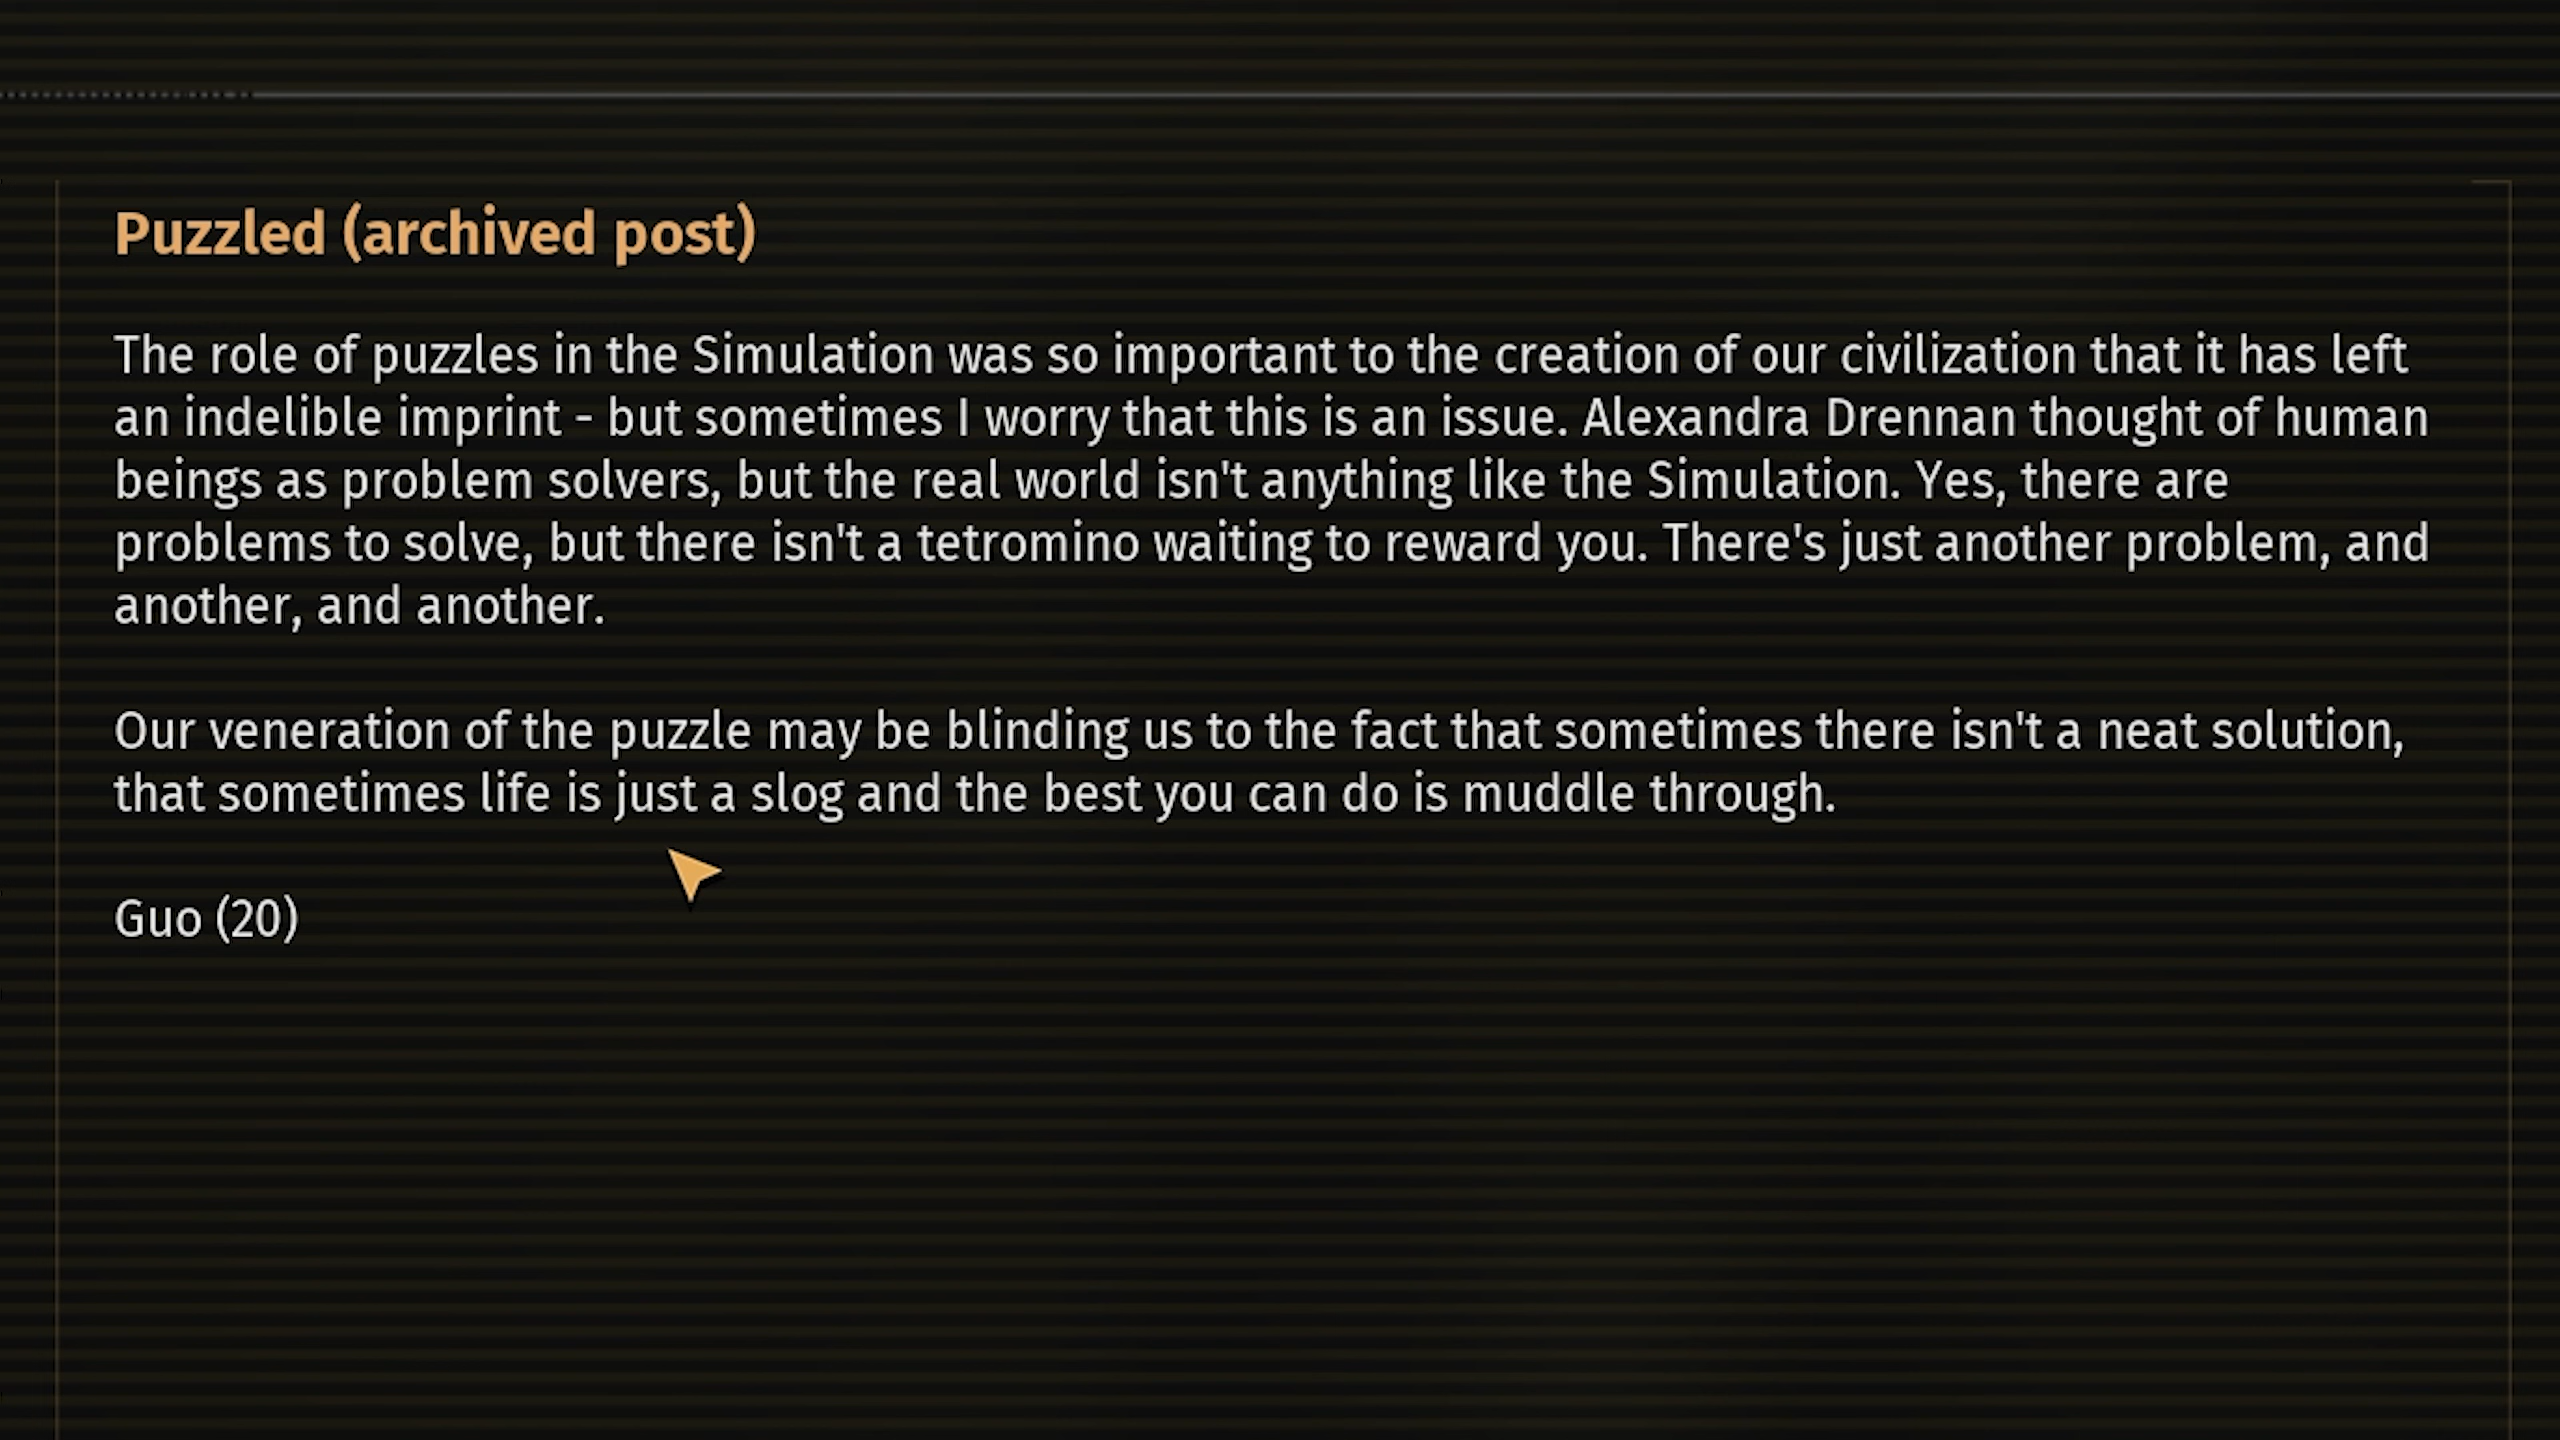 Puzzled (archived post)
The role of puzzles in the Simulation was so important to the creation of our civilization that it has left
an indelible imprint - but sometimes I worry that this is an issue. Alexandra Drennan thought of human
beings as problem solvers, but the real world isn't anything like the Simulation. Yes, there are
problems to solve, but there isn't a tetromino waiting to reward you. There's just another problem, and
another, and another.
Our veneration of the puzzle may be blinding us to the fact that sometimes there isn't a neat solution,
that sometimes life is just a slog and the best you can do is muddle through.
Guo (20)